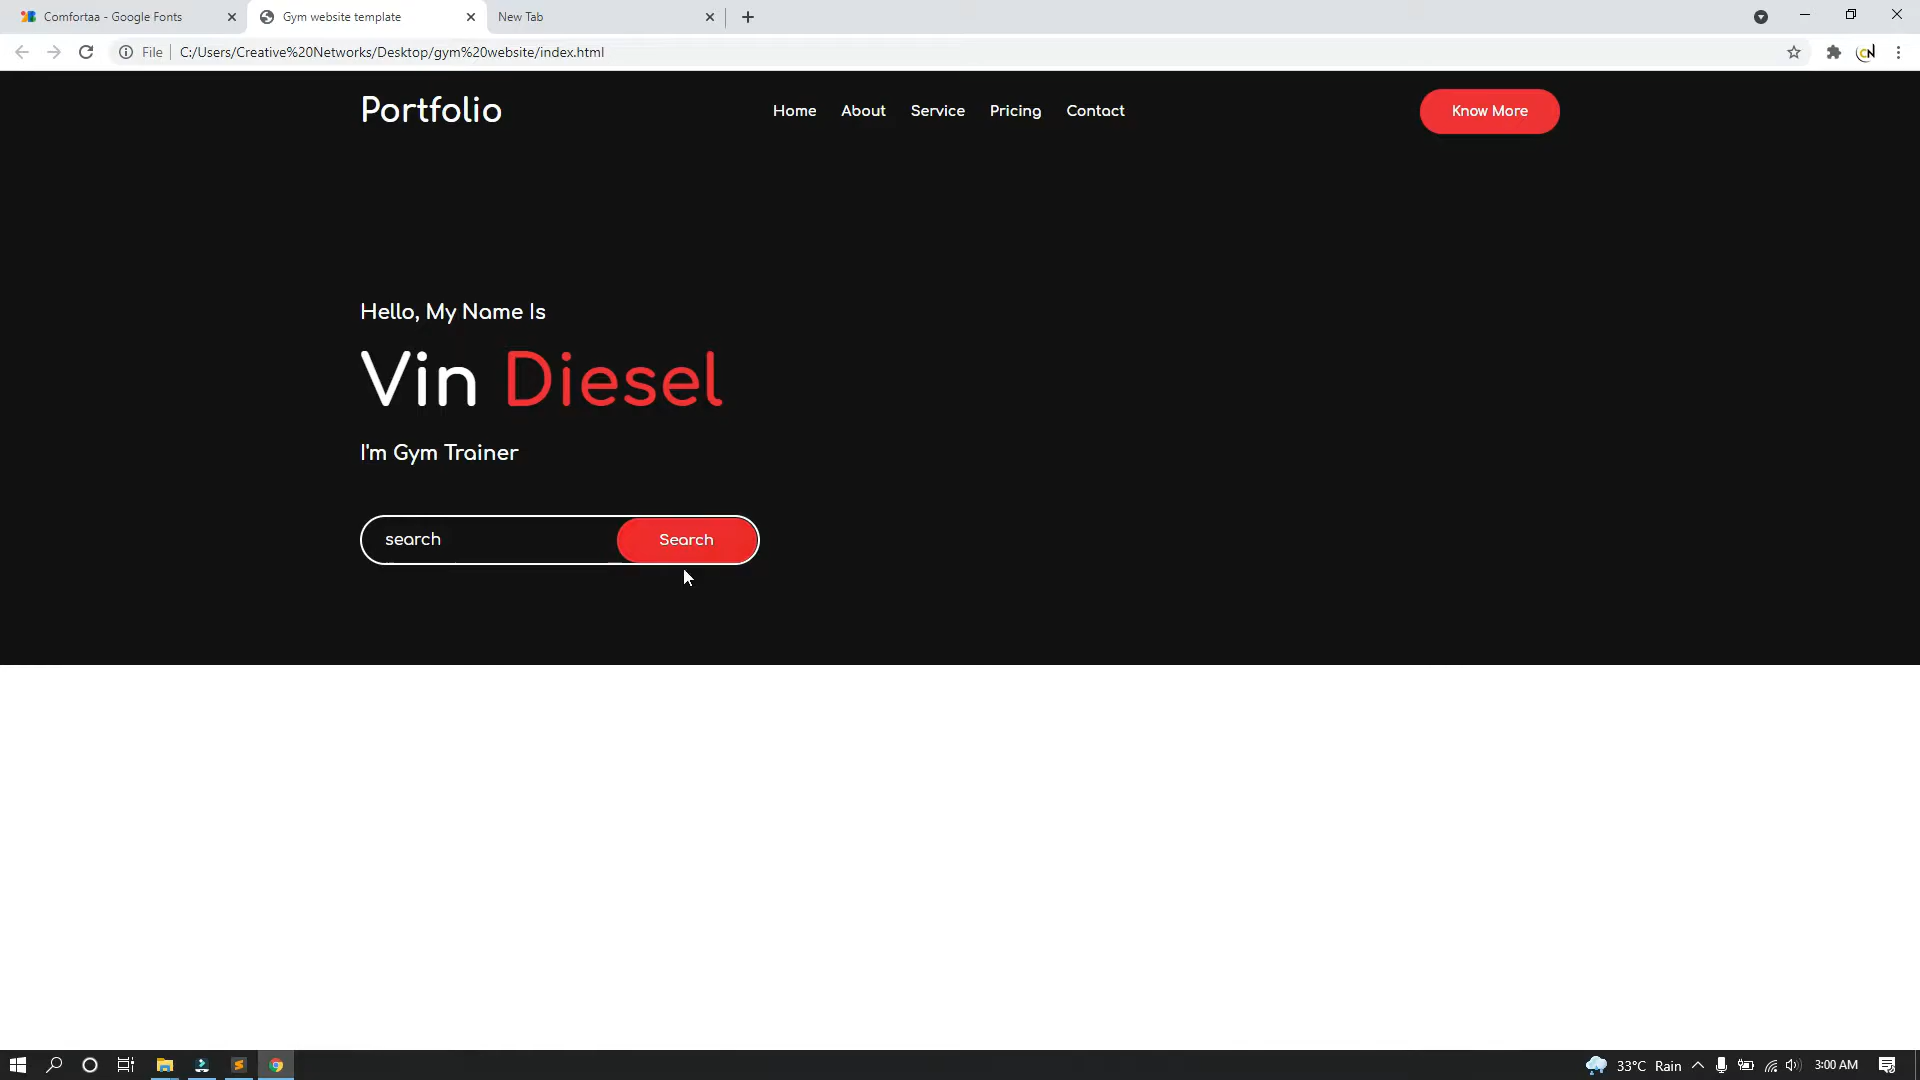 Comfortaa - Google Fonts
Gym website template
New Tab
File
C:/Users/Creative%20Networks/Desktop/gym%20website/index.html
Portfolio
Home About Service Pricing Contact
Know More
Hello, My Name Is
Vin Diesel
I'm Gym Trainer
search
Search
33°C Rain
3:00 AM